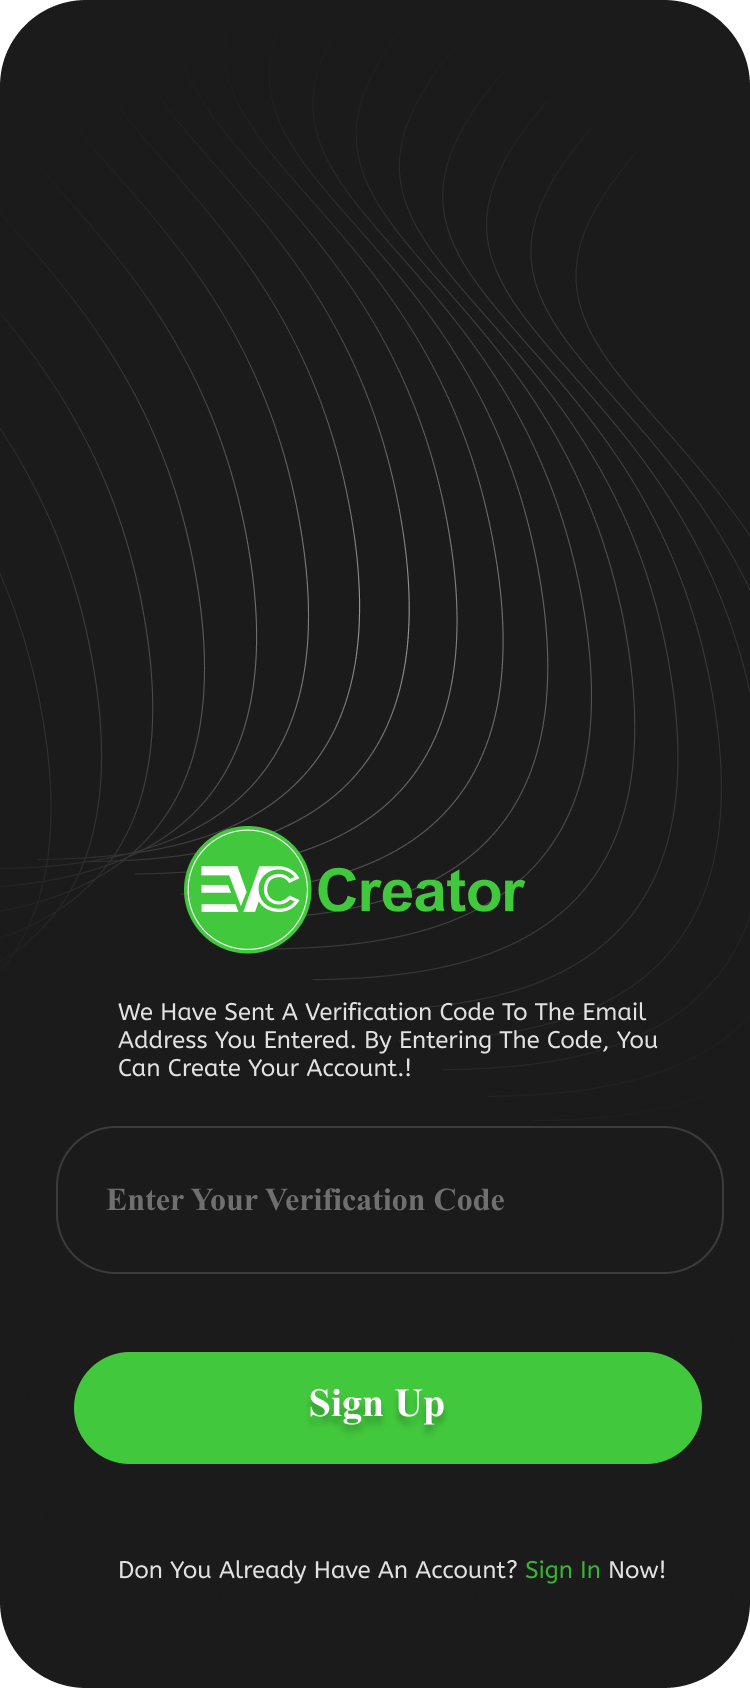 EVC Creator
We Have Sent A Verification Code To The Email
Address You Entered. By Entering The Code, You
Can Create Your Account.!
Enter Your Verification Code
Sign Up
Don You Already Have An Account? Sign In Now!